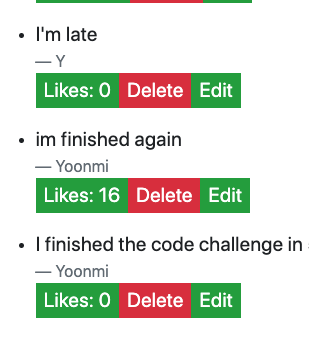 I'm late
— Y
Likes: 0 Delete Edit
im finished again
— Yoonmi
Likes: 16 Delete Edit
I finished the code challenge in
— Yoonmi
Likes: 0 Delete Edit